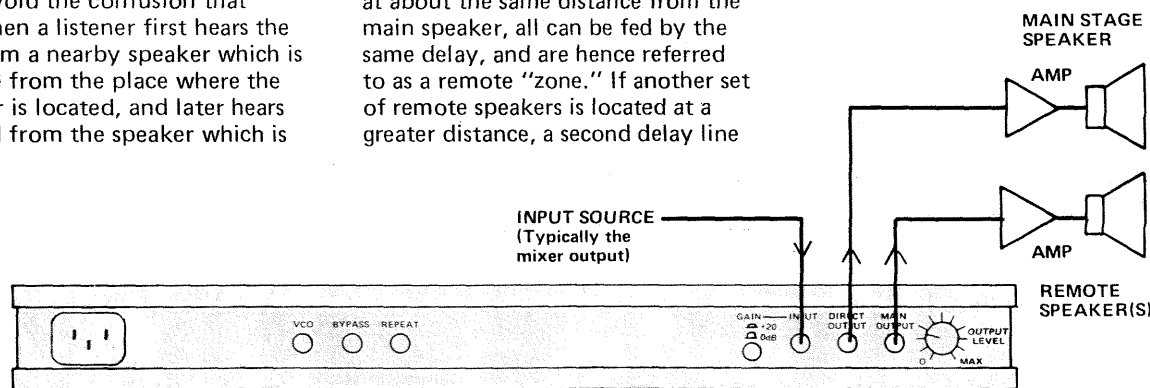 void the confusion that
hen a listener first hears the
m a nearby speaker which is
from the place where the
r is located, and later hears
d from the speaker which is
at about the same distance from the
main speaker, all can be fed by the
same delay, and are hence referred
to as a remote "zone." If another set
of remote speakers is located at a
greater distance, a second delay line
MAIN STAGE
SPEAKER
AMP
INPUT SOURCE
(Typically the
mixer output)
AMP
REMOTE
SPEAKER(S)
VCO BYPASS REPEAT
GAIN INPUT DIRECT OUTPUT MAIN OUTPUT
+20
0dB
OUTPUT
LEVEL
0 MAX